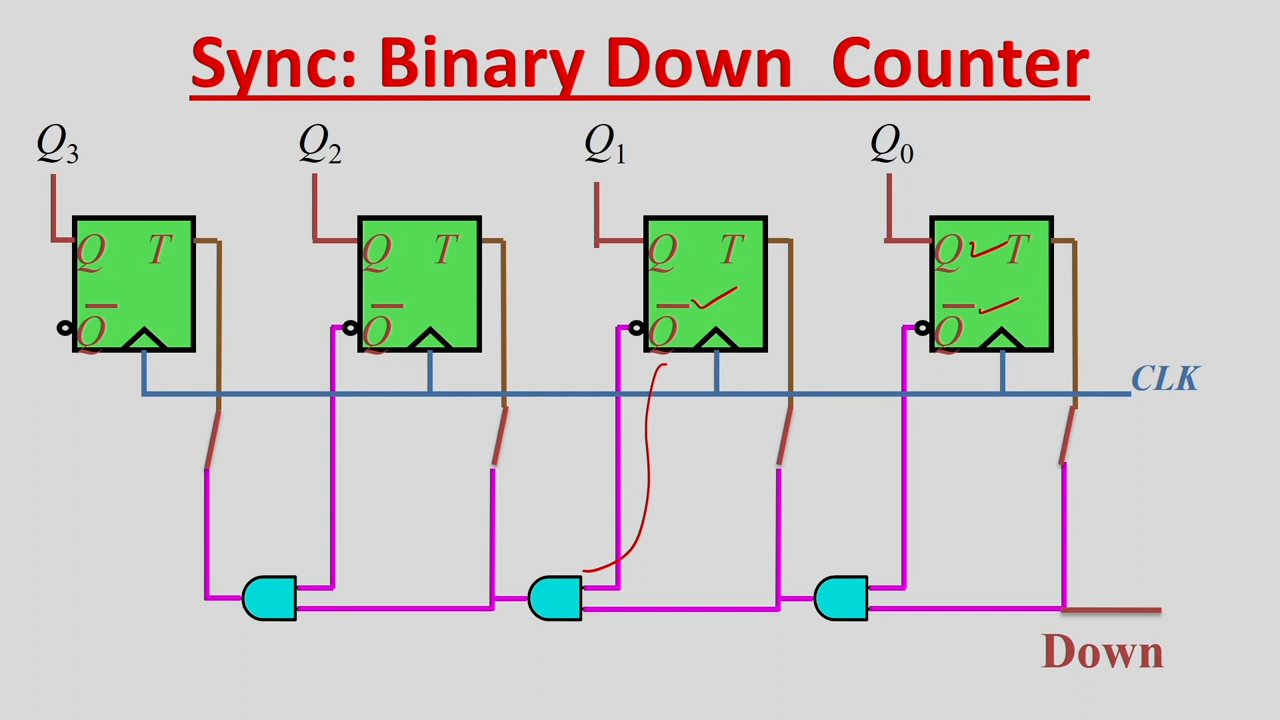 Sync: Binary Down Counter
Q3 Q2 Q1 Q0
Q T Q T Q T Q T
Q̅ Q̅ Q̅ Q̅
CLK
Down